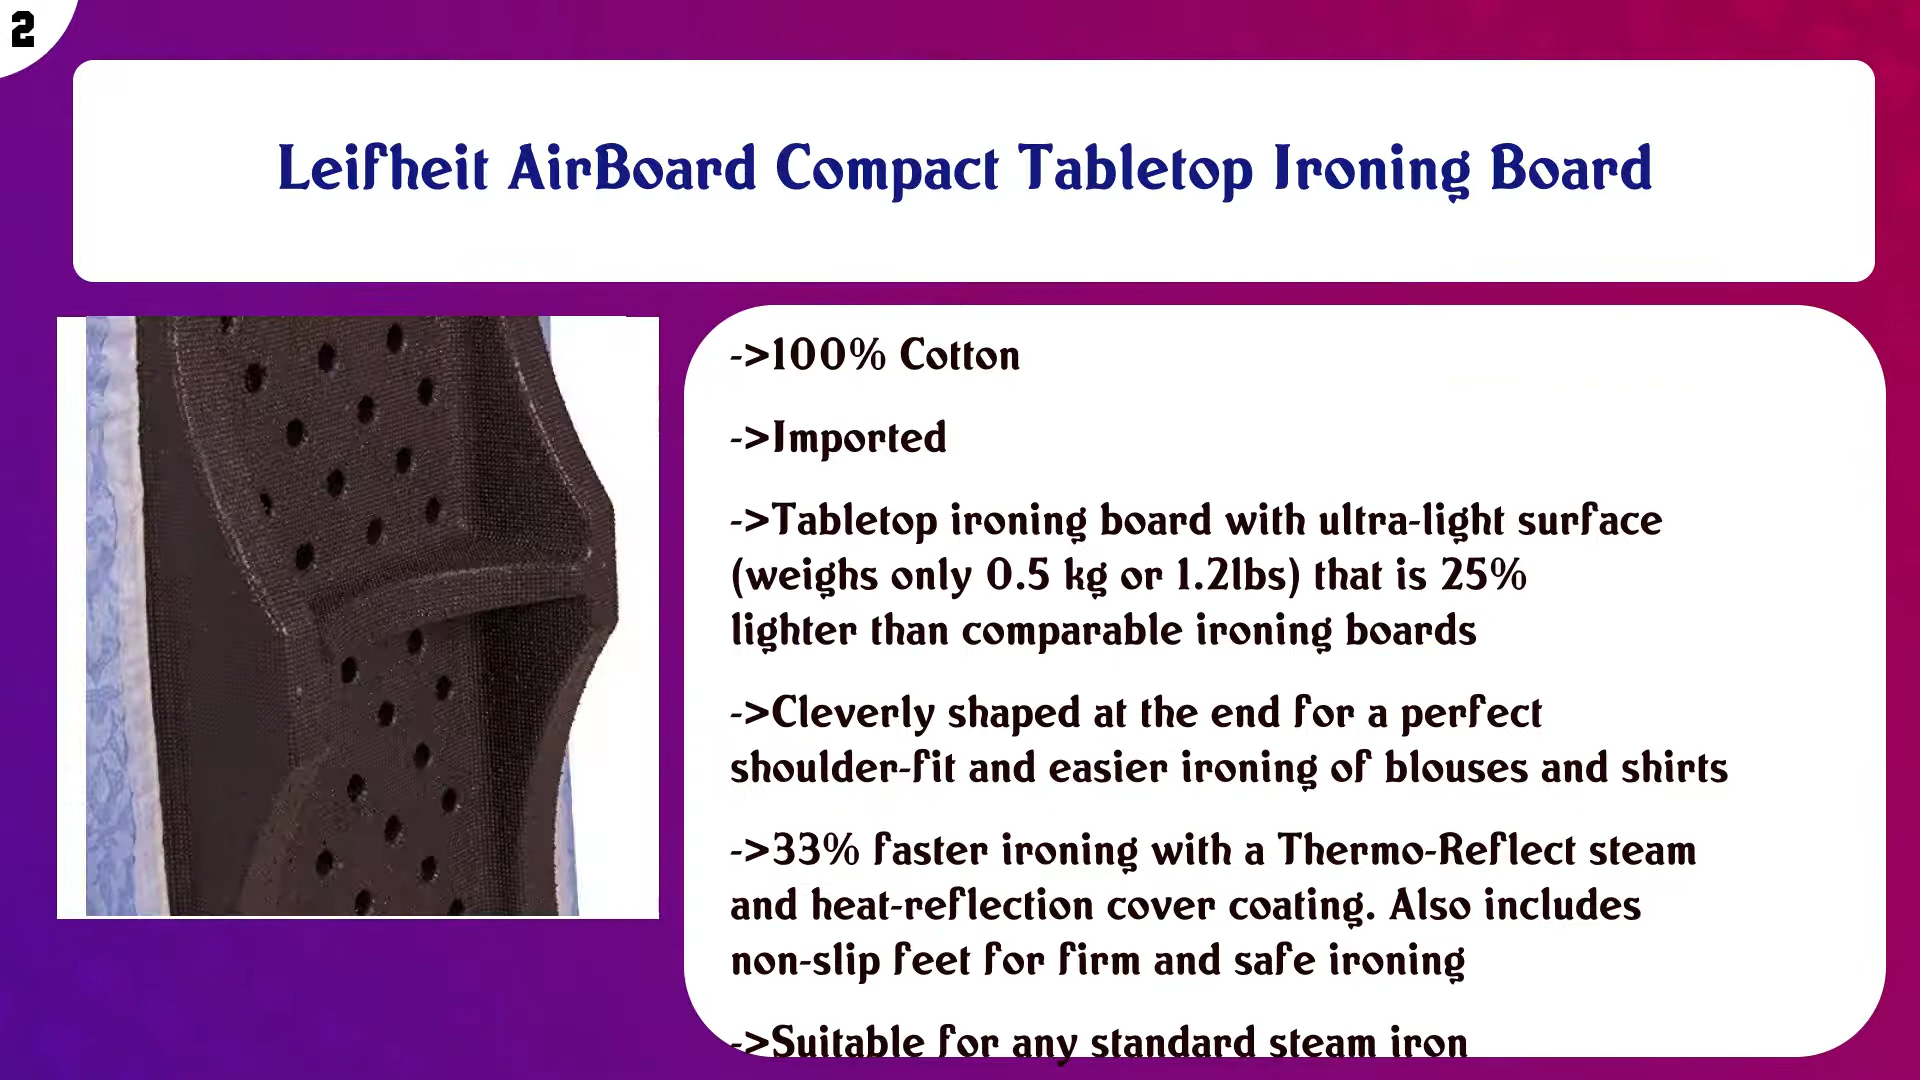 2
Leifheit AirBoard Compact Tabletop Ironing Board
->100% Cotton
->Imported
->Tabletop ironing board with ultra-light surface
(weighs only 0.5 kg or 1.2lbs) that is 25%
lighter than comparable ironing boards
->Cleverly shaped at the end for a perfect
shoulder-fit and easier ironing of blouses and shirts
->33% faster ironing with a Thermo-Reflect steam
and heat-reflection cover coating. Also includes
non-slip feet for firm and safe ironing
->Suitable for any standard steam iron